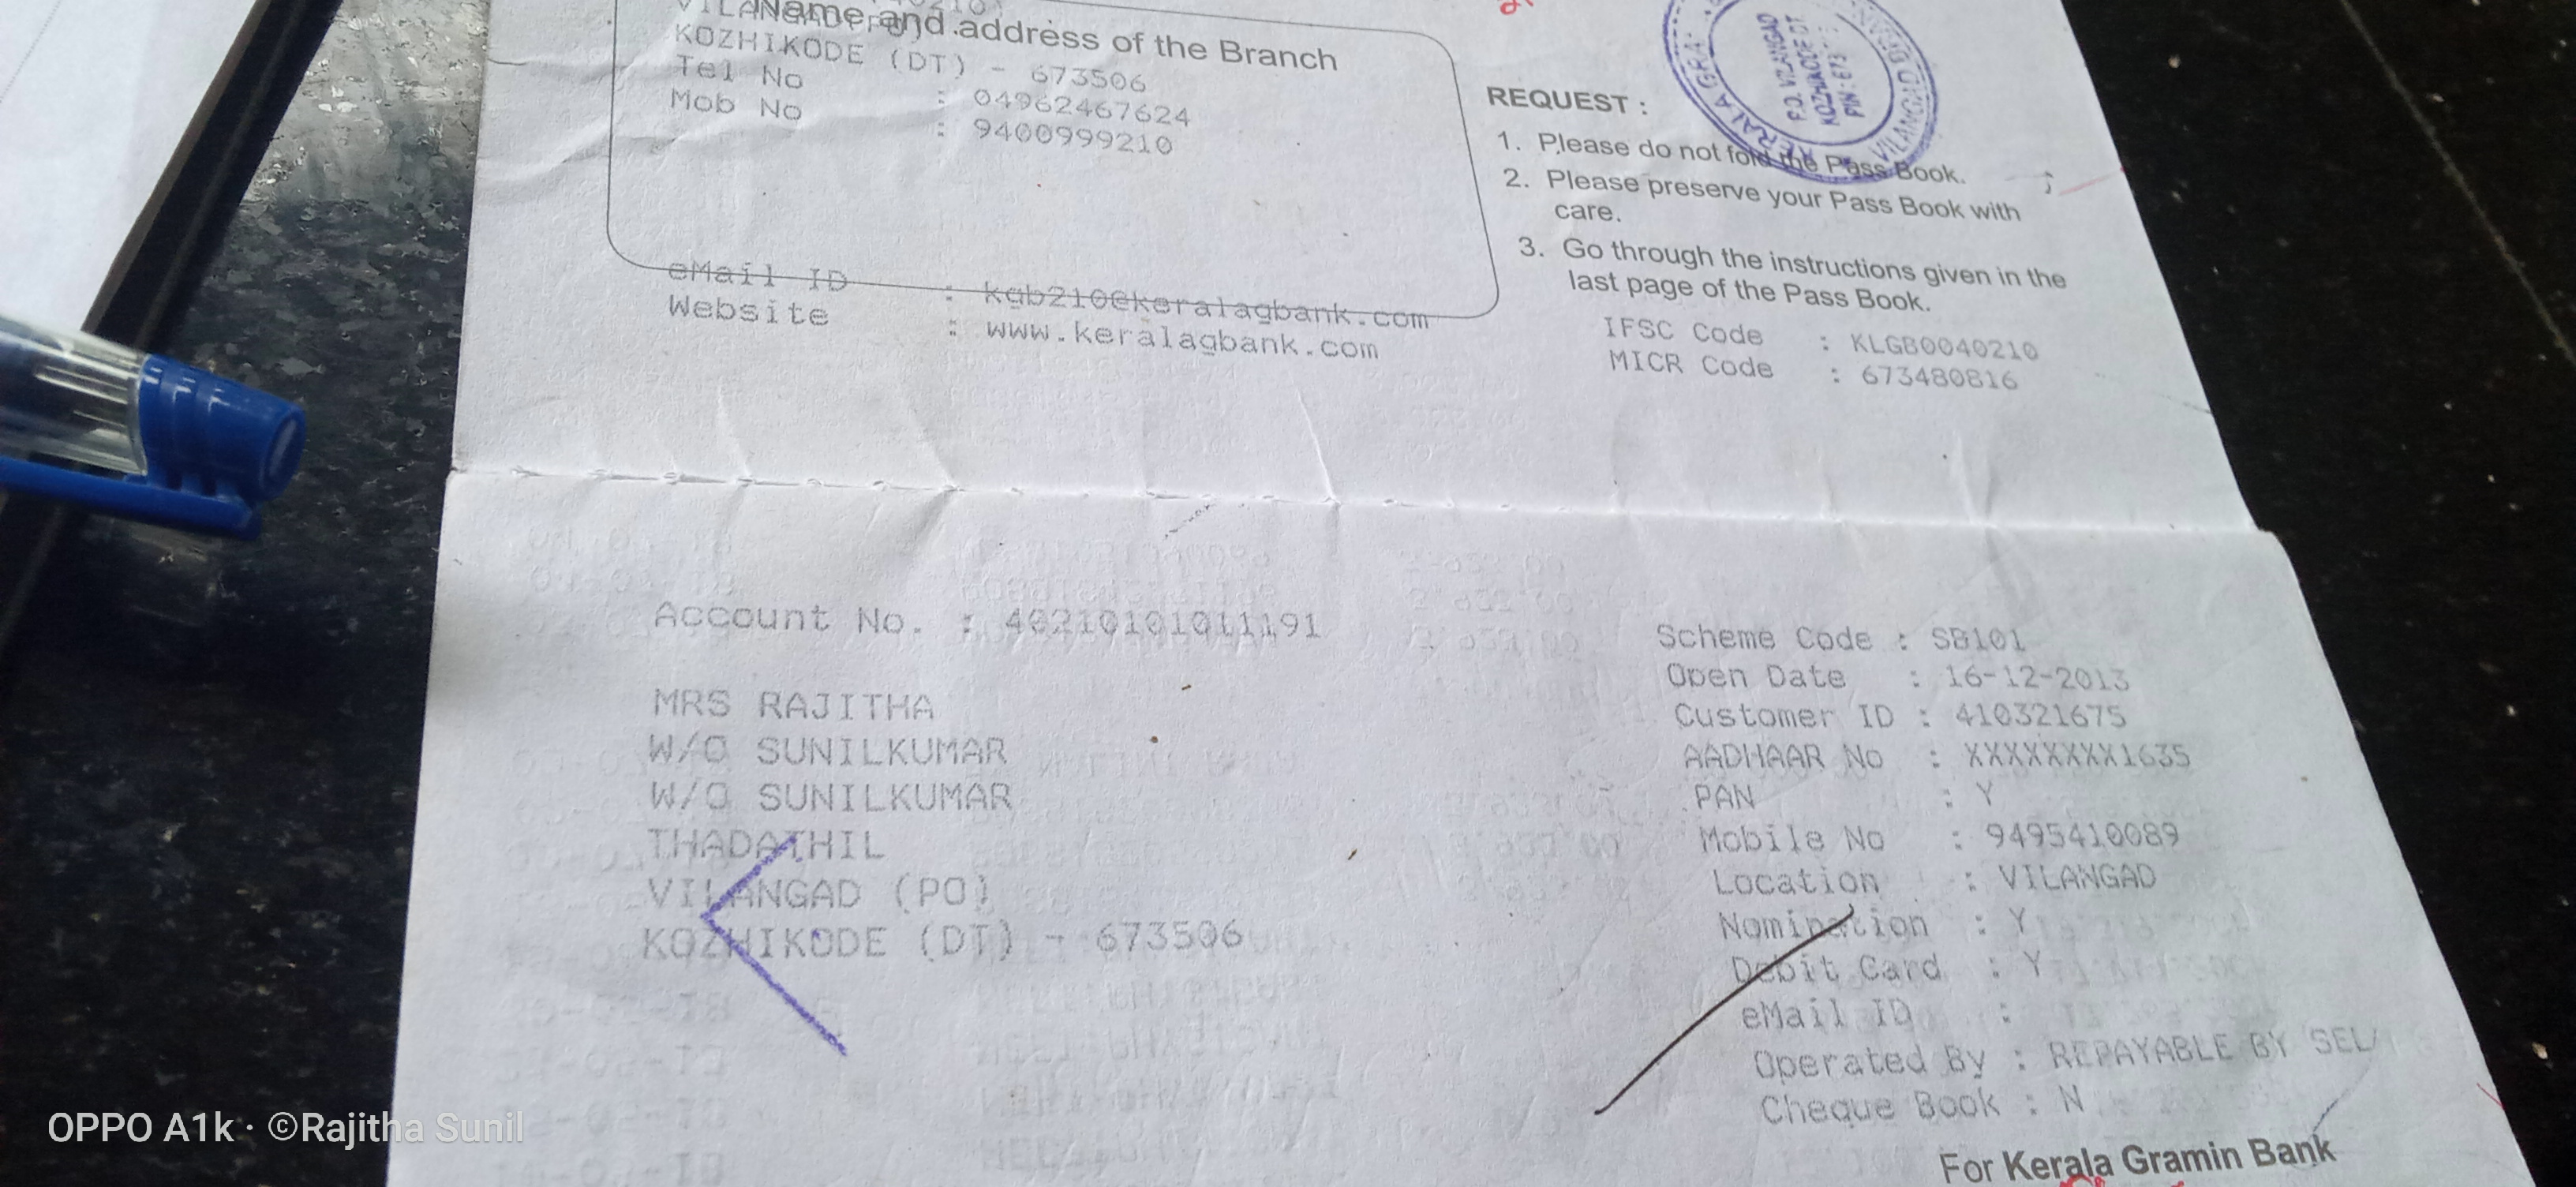 Name and address of the Branch
VILANGAD (PO)
KOZHIKODE (DT) - 673506
Tel No : 04962467624
Mob No : 9400999210
eMail ID : kgb210@keralagbank.com
Website : www.keralagbank.com
P.O. VILANGAD
KOZHIKODE DT
PIN: 673
KERALA GRA
VILANGAD
REQUEST :
1. Please do not fold the Pass Book.
2. Please preserve your Pass Book with
care.
3. Go through the instructions given in the
last page of the Pass Book.
IFSC Code : KLGB0040210
MICR Code : 673480816
Account No. : 40210101011191
MRS RAJITHA
W/O SUNILKUMAR
W/O SUNILKUMAR
THADATHIL
VILANGAD (PO)
KOZHIKODE (DT) - 673506
Scheme Code : SB101
Open Date : 16-12-2013
Customer ID : 410321675
AADHAAR No : XXXXXXXX1635
PAN : Y
Mobile No : 9495410089
Location : VILANGAD
Nomination : Y
Debit Card : Y
eMail ID :
Operated By : REPAYABLE BY SEL
Cheque Book : N
For Kerala Gramin Bank
OPPO A1k · ©Rajitha Sunil